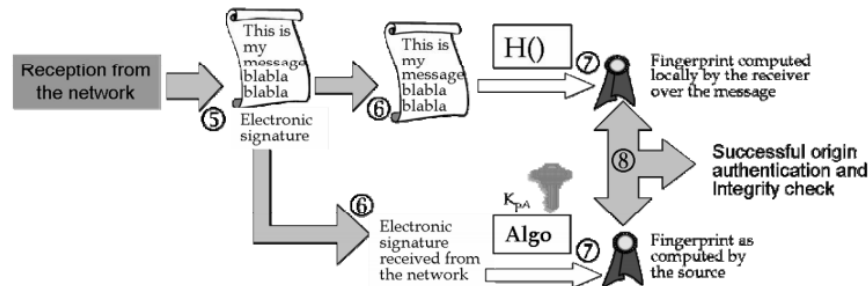 Reception from
the network
⑤
This is
my
message
blabla
blabla
Electronic
signature
⑥
This is
my
message
blabla
blabla
H()
⑦
Fingerprint computed
locally by the receiver
over the message
⑧
Successful origin
authentication and
Integrity check
⑥
Electronic
signature
received from
the network
KpA
Algo
⑦
Fingerprint as
computed by
the source